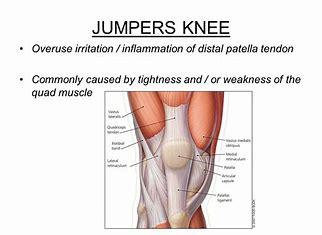 JUMPERS KNEE
• Overuse irritation / inflammation of distal patella tendon
• Commonly caused by tightness and / or weakness of the
quad muscle
Vastus
lateralis
Quadriceps
tendon
Iliotibial
band
Lateral
retinaculum
Vastus medialis
obliquus
Medial
retinaculum
Patella
Articular
capsule
Patellar
ligament